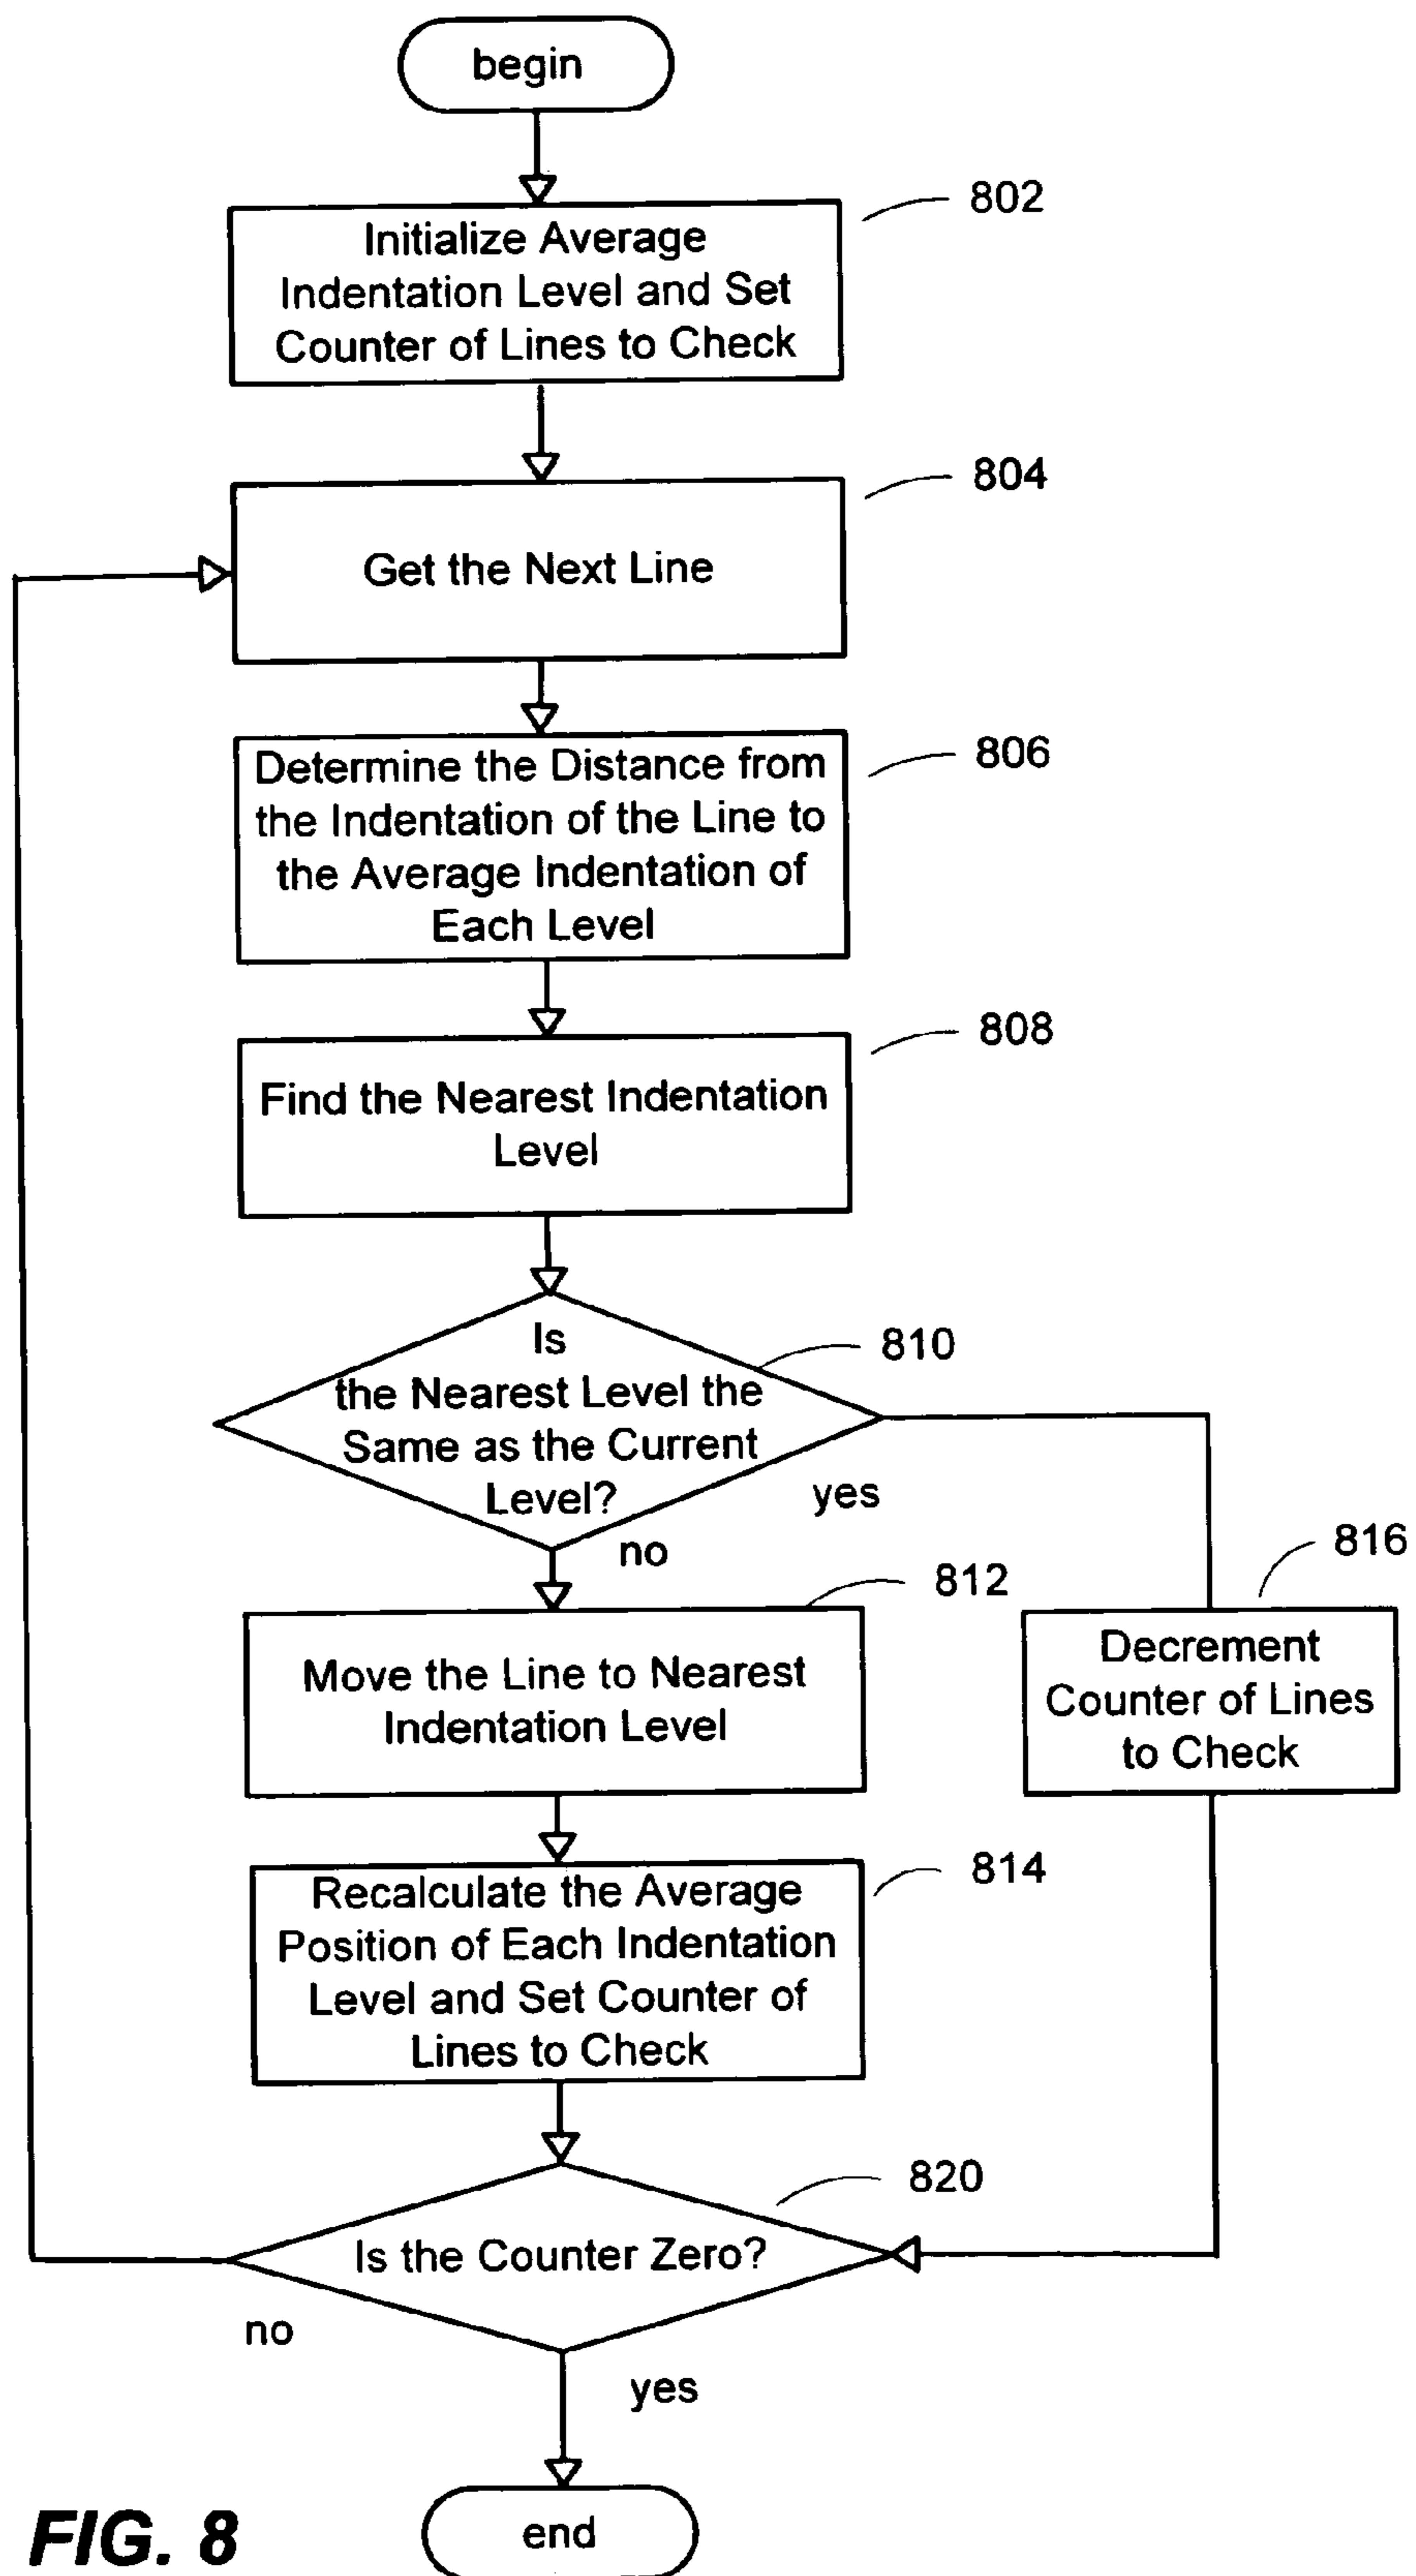 begin
802
Initialize Average
Indentation Level and Set
Counter of Lines to Check
804
Get the Next Line
806
Determine the Distance from
the Indentation of the Line to
the Average Indentation of
Each Level
808
Find the Nearest Indentation
Level
810
Is
the Nearest Level the
Same as the Current
Level?
yes
no
812
Move the Line to Nearest
Indentation Level
816
Decrement
Counter of Lines
to Check
814
Recalculate the Average
Position of Each Indentation
Level and Set Counter of
Lines to Check
820
Is the Counter Zero?
no
yes
end
FIG. 8